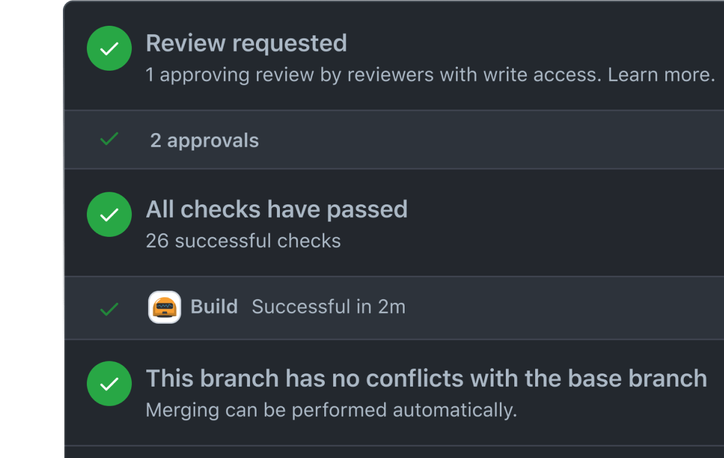 Review requested
1 approving review by reviewers with write access. Learn more.
2 approvals
All checks have passed
26 successful checks
Build Successful in 2m
This branch has no conflicts with the base branch
Merging can be performed automatically.